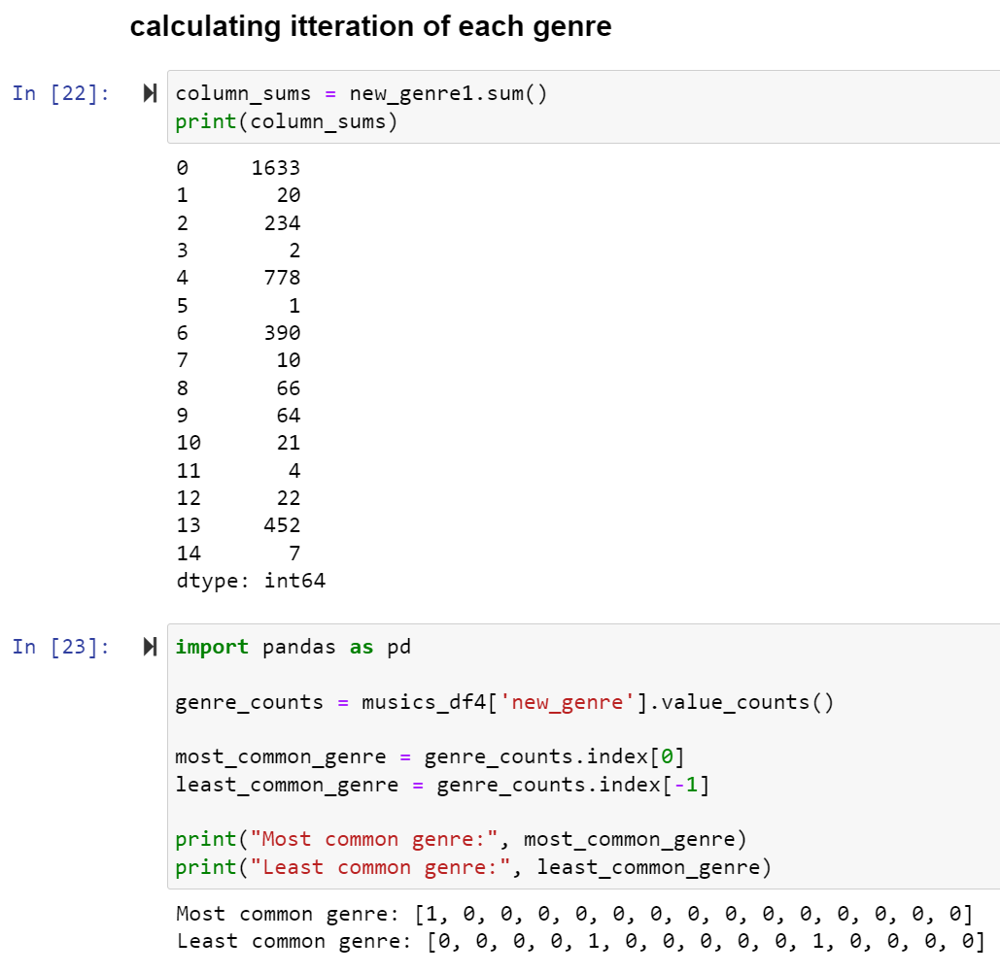 calculating itteration of each genre
In [22]:
column_sums = new_genre1.sum()
print(column_sums)
0 1633
1 20
2 234
3 2
4 778
5 1
6 390
7 10
8 66
9 64
10 21
11 4
12 22
13 452
14 7
dtype: int64
In [23]:
import pandas as pd
genre_counts = musics_df4['new_genre'].value_counts()
most_common_genre = genre_counts.index[0]
least_common_genre = genre_counts.index[-1]
print("Most common genre:", most_common_genre)
print("Least common genre:", least_common_genre)
Most common genre: [1, 0, 0, 0, 0, 0, 0, 0, 0, 0, 0, 0, 0, 0, 0]
Least common genre: [0, 0, 0, 0, 1, 0, 0, 0, 0, 0, 1, 0, 0, 0, 0]